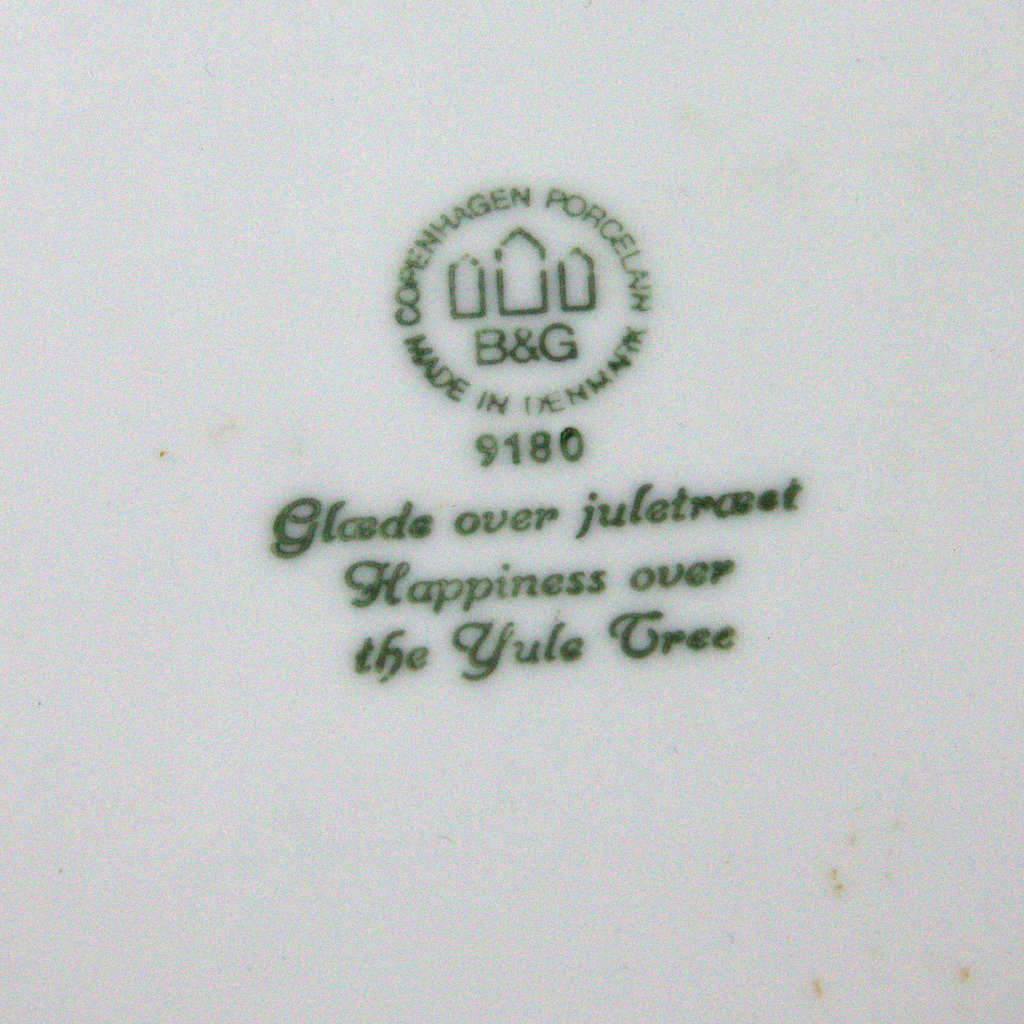 COPENHAGEN PORCELAIN
B&G
MADE IN DENMARK
9180
Glæde over juletræet
Happiness over
the Yule Tree